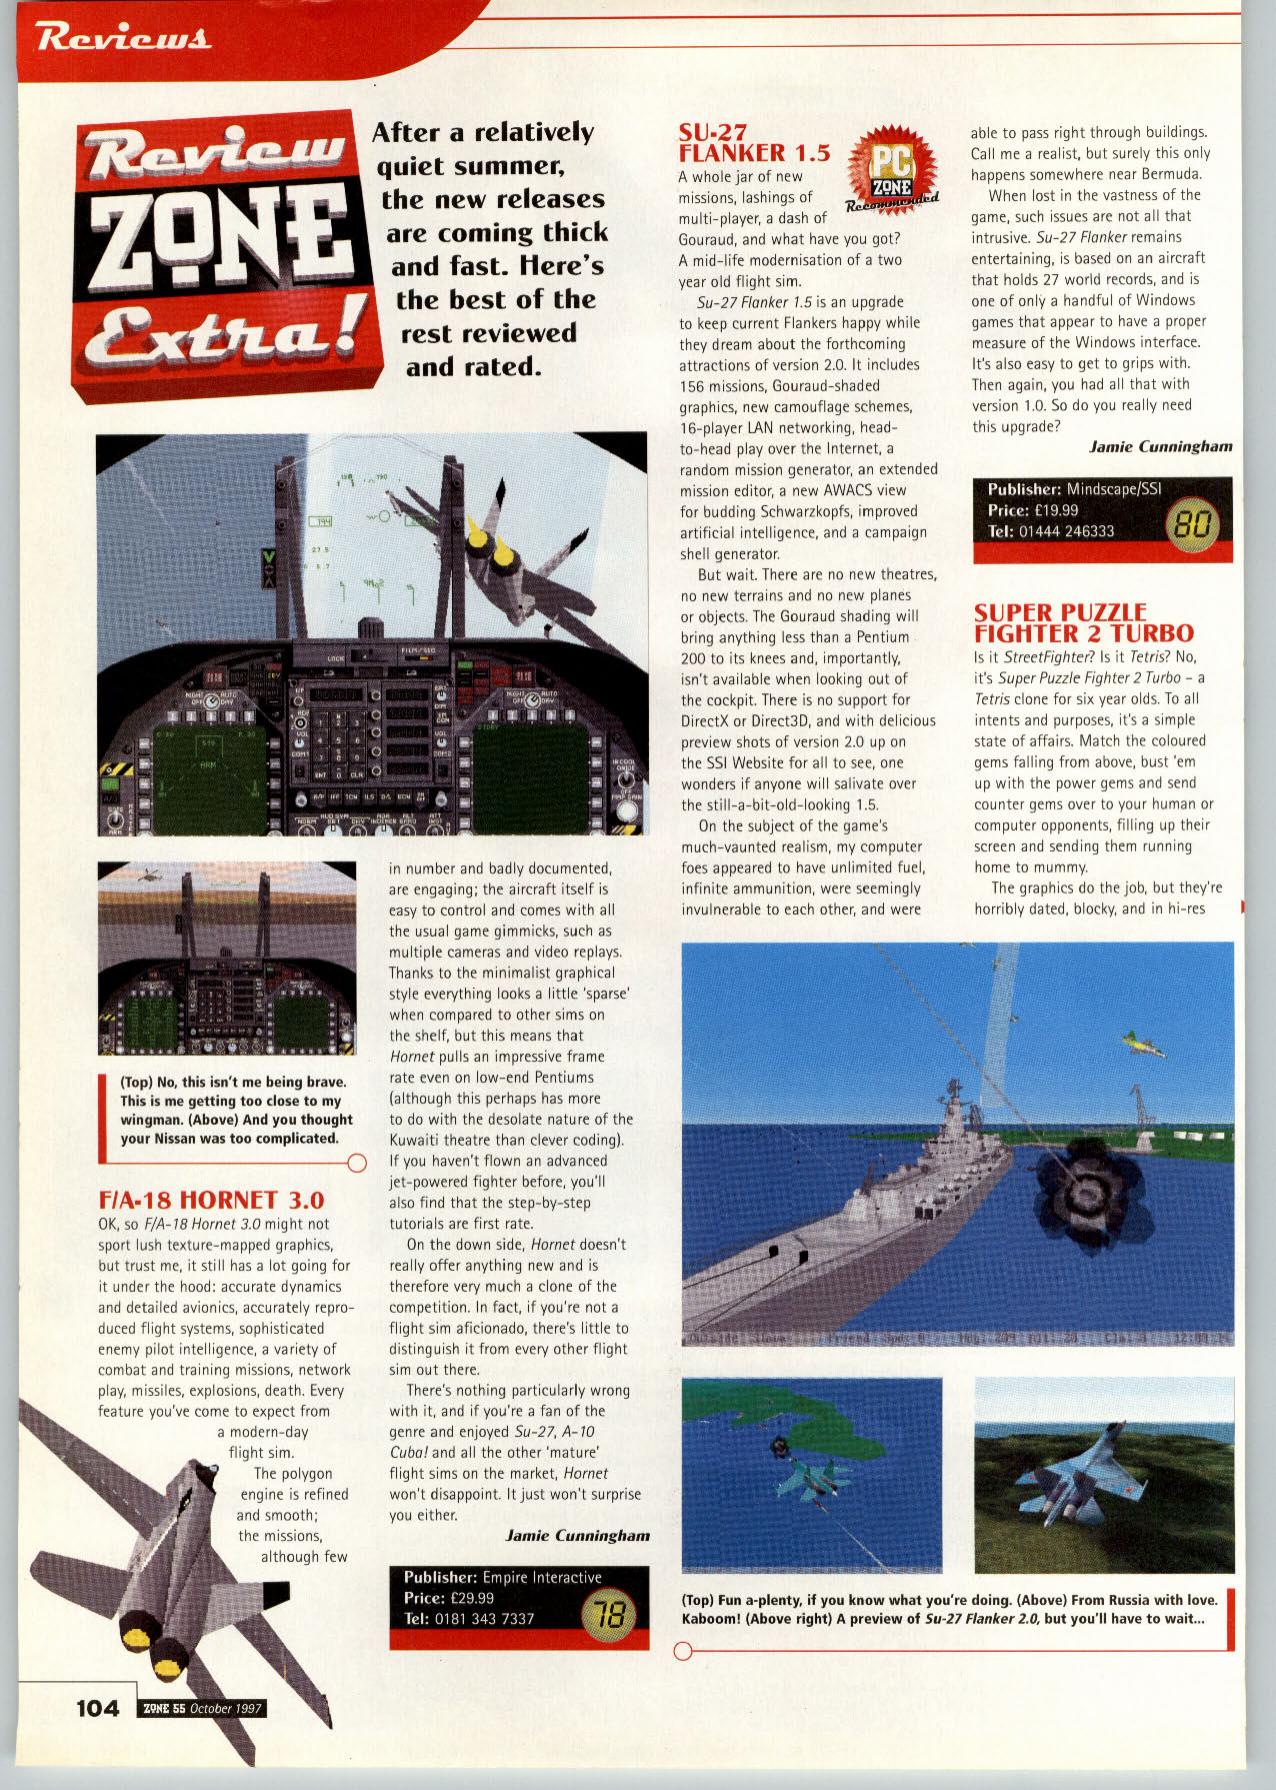 Reviews
Review
ZONE
Extra!
After a relatively
quiet summer,
the new releases
are coming thick
and fast. Here's
the best of the
rest reviewed
and rated.
(Top) No, this isn't me being brave.
This is me getting too close to my
wingman. (Above) And you thought
your Nissan was too complicated.
F/A-18 HORNET 3.0
OK, so F/A-18 Hornet 3.0 might not
sport lush texture-mapped graphics,
but trust me, it still has a lot going for
it under the hood: accurate dynamics
and detailed avionics, accurately repro-
duced flight systems, sophisticated
enemy pilot intelligence, a variety of
combat and training missions, network
play, missiles, explosions, death. Every
feature you've come to expect from
a modern-day
flight sim.
The polygon
engine is refined
and smooth;
the missions,
although few
in number and badly documented,
are engaging; the aircraft itself is
easy to control and comes with all
the usual game gimmicks, such as
multiple cameras and video replays.
Thanks to the minimalist graphical
style everything looks a little 'sparse'
when compared to other sims on
the shelf, but this means that
Hornet pulls an impressive frame
rate even on low-end Pentiums
(although this perhaps has more
to do with the desolate nature of the
Kuwaiti theatre than clever coding).
If you haven't flown an advanced
jet-powered fighter before, you'll
also find that the step-by-step
tutorials are first rate.
On the down side, Hornet doesn't
really offer anything new and is
therefore very much a clone of the
competition. In fact, if you're not a
flight sim aficionado, there's little to
distinguish it from every other flight
sim out there.
There's nothing particularly wrong
with it, and if you're a fan of the
genre and enjoyed Su-27, A-10
Cuba! and all the other 'mature'
flight sims on the market, Hornet
won't disappoint. It just won't surprise
you either.
Jamie Cunningham
Publisher: Empire Interactive
Price: £29.99
Tel: 0181 343 7337
78
SU-27
FLANKER 1.5
PC
ZONE
Recommended
A whole jar of new
missions, lashings of
multi-player, a dash of
Gouraud, and what have you got?
A mid-life modernisation of a two
year old flight sim.
Su-27 Flanker 1.5 is an upgrade
to keep current Flankers happy while
they dream about the forthcoming
attractions of version 2.0. It includes
156 missions, Gouraud-shaded
graphics, new camouflage schemes,
16-player LAN networking, head-
to-head play over the Internet, a
random mission generator, an extended
mission editor, a new AWACS view
for budding Schwarzkopfs, improved
artificial intelligence, and a campaign
shell generator.
But wait. There are no new theatres,
no new terrains and no new planes
or objects. The Gouraud shading will
bring anything less than a Pentium
200 to its knees and, importantly,
isn't available when looking out of
the cockpit. There is no support for
DirectX or Direct3D, and with delicious
preview shots of version 2.0 up on
the SSI Website for all to see, one
wonders if anyone will salivate over
the still-a-bit-old-looking 1.5.
On the subject of the game's
much-vaunted realism, my computer
foes appeared to have unlimited fuel,
infinite ammunition, were seemingly
invulnerable to each other, and were
able to pass right through buildings.
Call me a realist, but surely this only
happens somewhere near Bermuda.
When lost in the vastness of the
game, such issues are not all that
intrusive. Su-27 Flanker remains
entertaining, is based on an aircraft
that holds 27 world records, and is
one of only a handful of Windows
games that appear to have a proper
measure of the Windows interface.
It's also easy to get to grips with.
Then again, you had all that with
version 1.0. So do you really need
this upgrade?
Jamie Cunningham
Publisher: Mindscape/SSI
Price: £19.99
Tel: 01444 246333
80
SUPER PUZZLE
FIGHTER 2 TURBO
Is it StreetFighter? Is it Tetris? No,
it's Super Puzzle Fighter 2 Turbo – a
Tetris clone for six year olds. To all
intents and purposes, it's a simple
state of affairs. Match the coloured
gems falling from above, bust 'em
up with the power gems and send
counter gems over to your human or
computer opponents, filling up their
screen and sending them running
home to mummy.
The graphics do the job, but they're
horribly dated, blocky, and in hi-res
(Top) Fun a-plenty, if you know what you're doing. (Above) From Russia with love.
Kaboom! (Above right) A preview of Su-27 Flanker 2.0, but you'll have to wait...
104
ZONE 55 October 1997